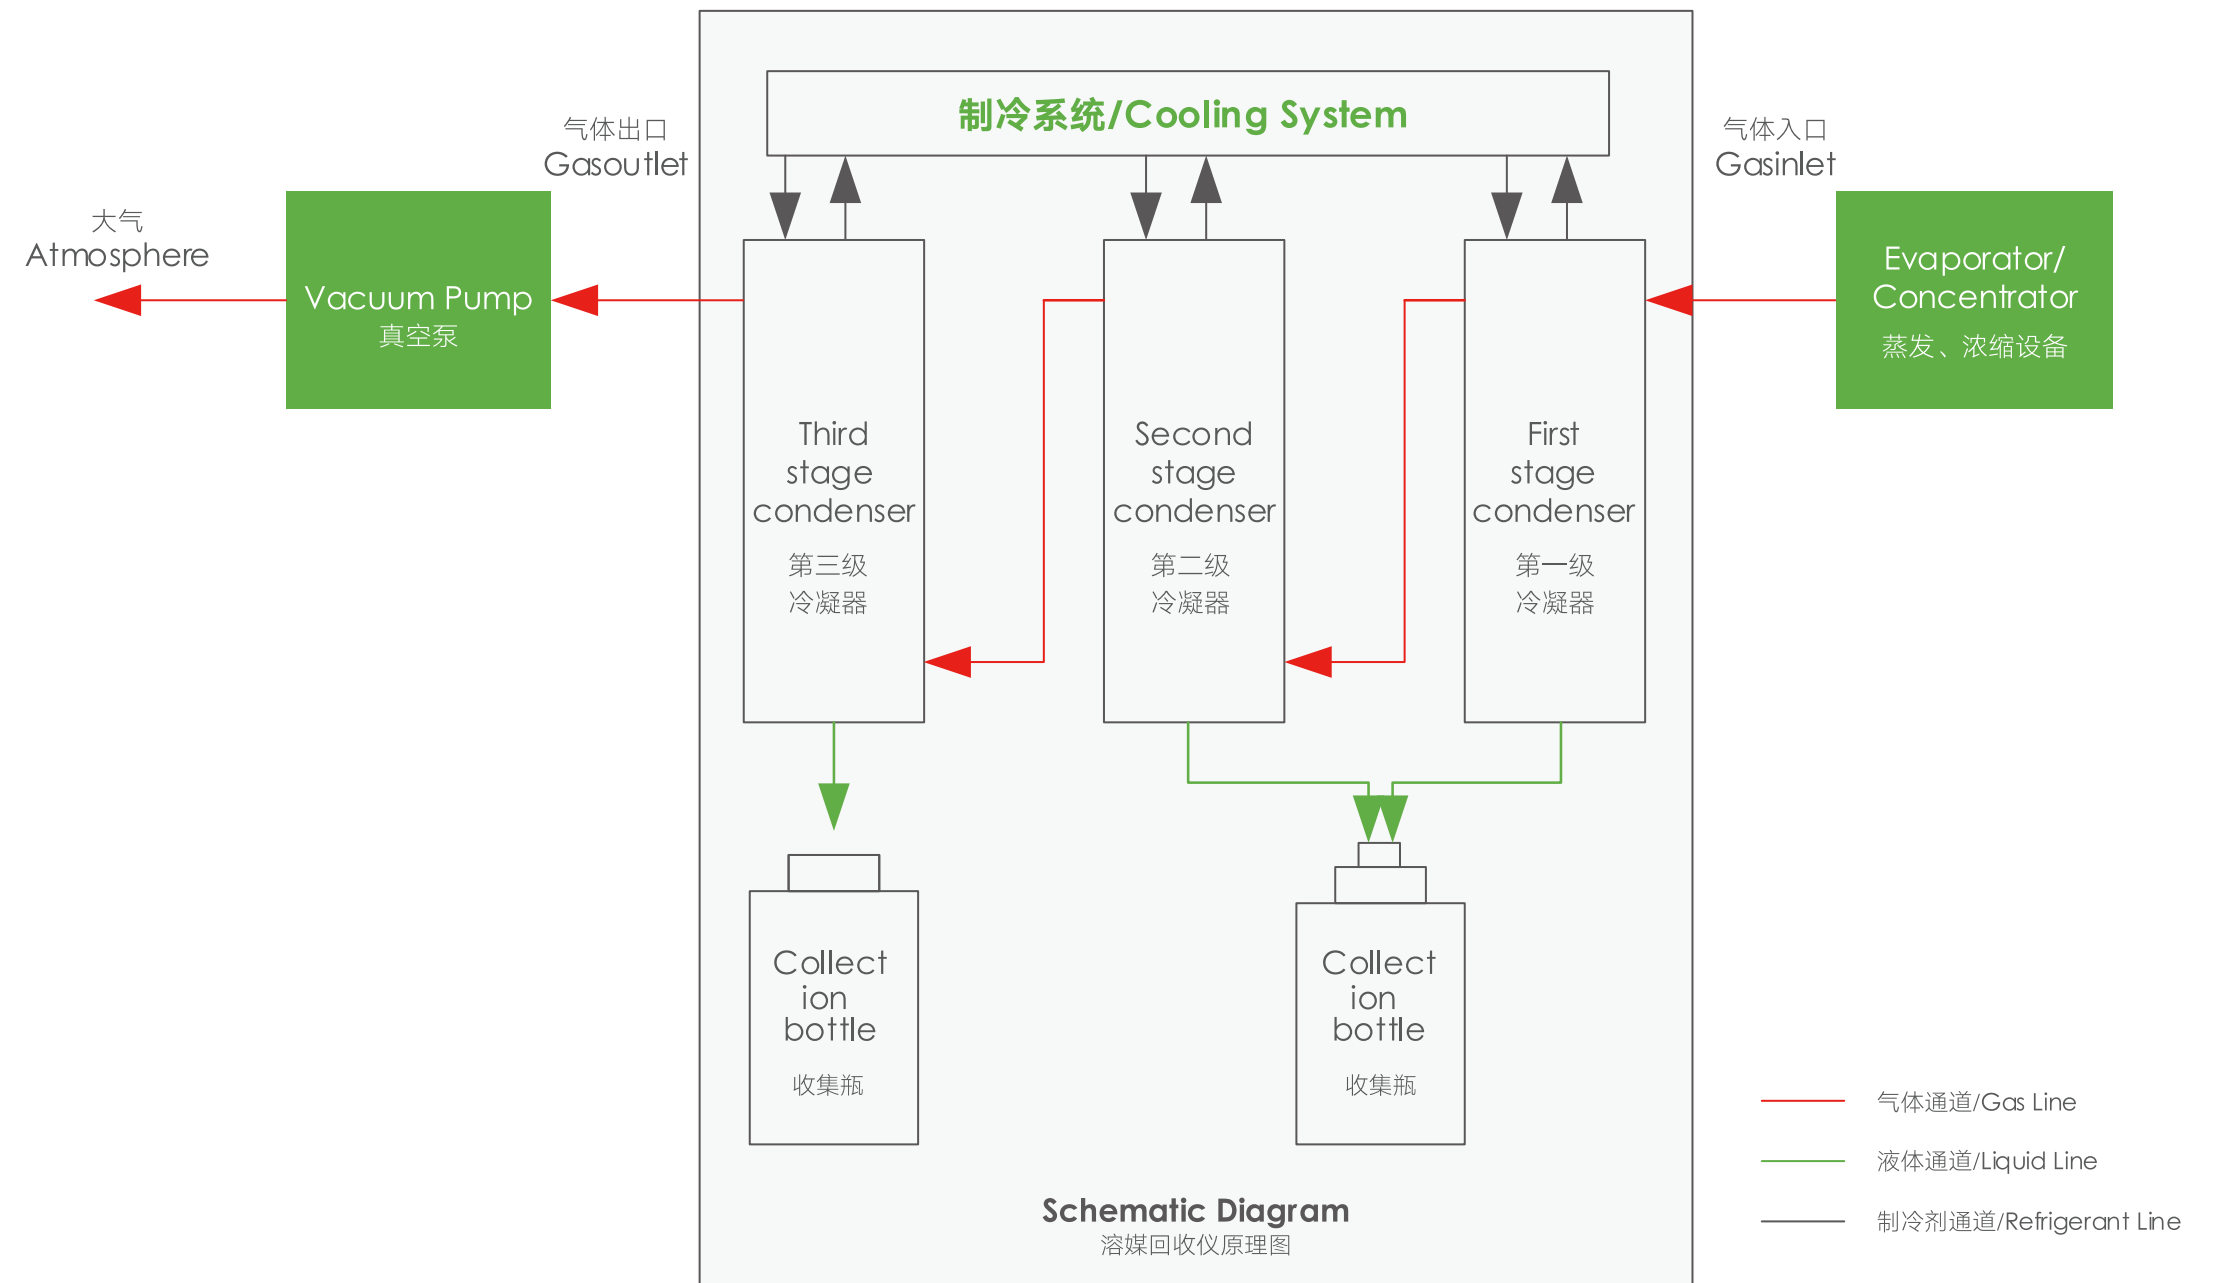 制冷系统/Cooling System
气体出口
Gasoutlet
气体入口
Gasinlet
大气
Atmosphere
Vacuum Pump
真空泵
Evaporator/
Concentrator
蒸发、浓缩设备
Third
stage
condenser
第三级
冷凝器
Second
stage
condenser
第二级
冷凝器
First
stage
condenser
第一级
冷凝器
Collect
ion
bottle
收集瓶
Collect
ion
bottle
收集瓶
气体通道/Gas Line
液体通道/Liquid Line
制冷剂通道/Refrigerant Line
Schematic Diagram
溶媒回收仪原理图